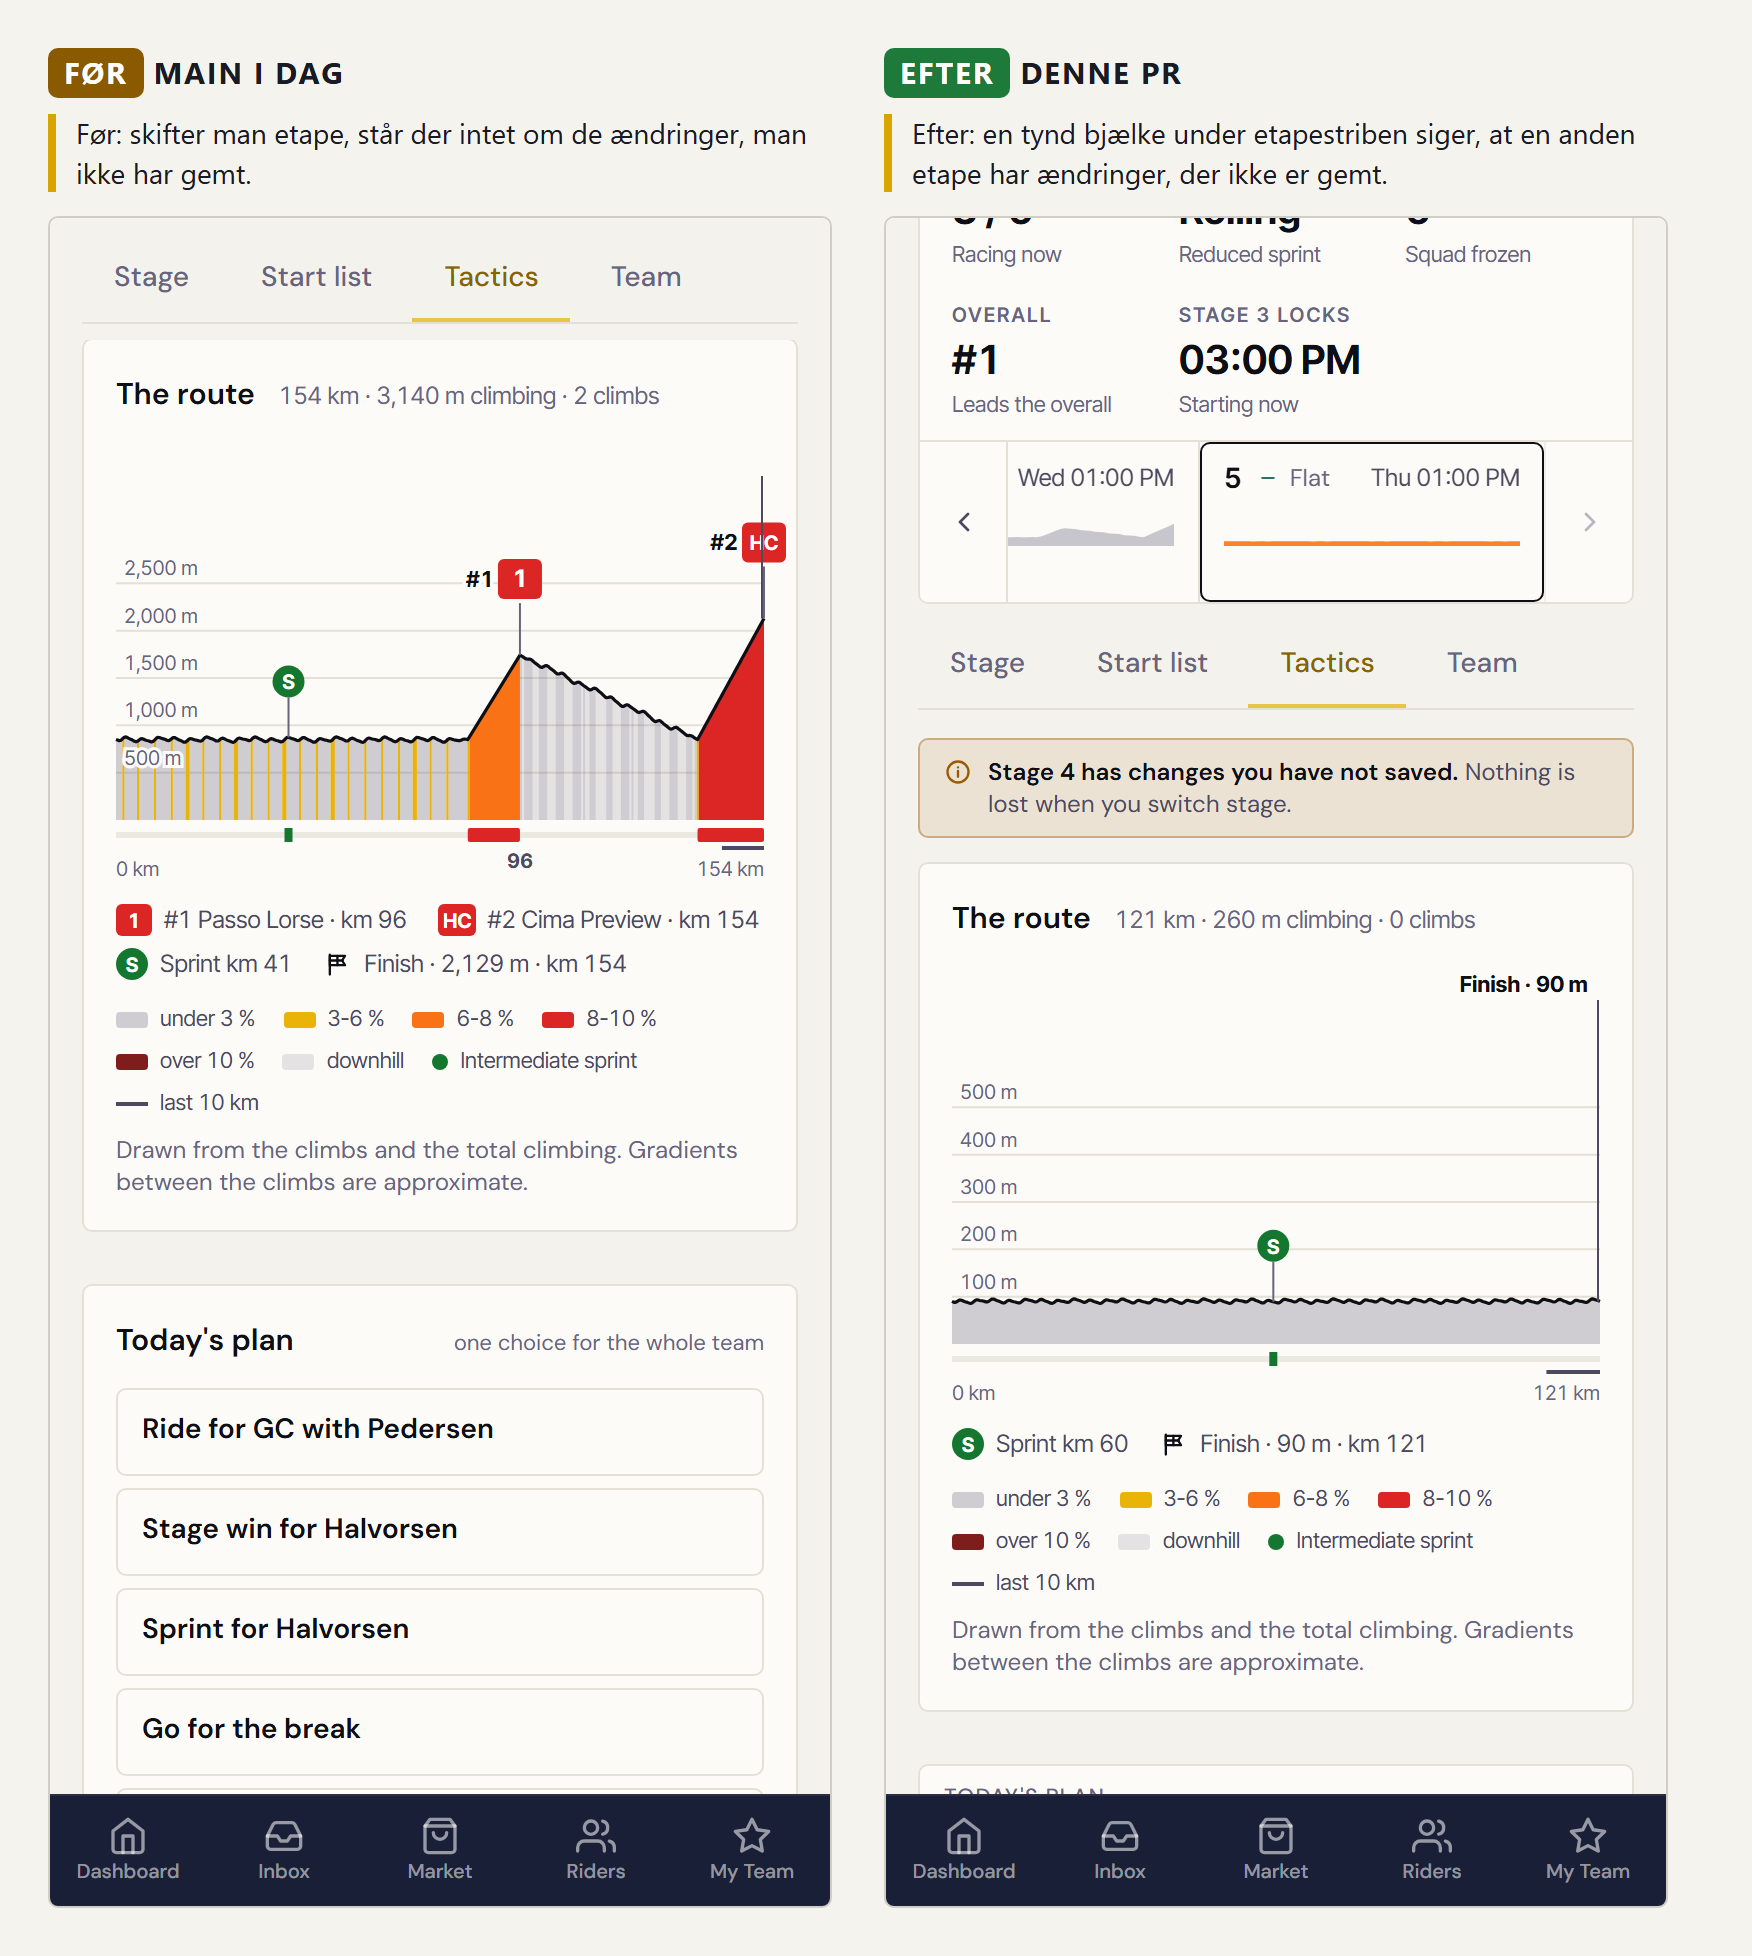 FØR MAIN I DAG
Før: skifter man etape, står der intet om de ændringer, man
ikke har gemt.
Stage Start list Tactics Team
The route 154 km · 3,140 m climbing · 2 climbs
#2 HC
2,500 m
#1 1
2,000 m
1,500 m
S
1,000 m
500 m
96
0 km 154 km
1 #1 Passo Lorse · km 96 HC #2 Cima Preview · km 154
S Sprint km 41 Finish · 2,129 m · km 154
under 3 % 3-6 % 6-8 % 8-10 %
over 10 % downhill Intermediate sprint
last 10 km
Drawn from the climbs and the total climbing. Gradients
between the climbs are approximate.
Today's plan one choice for the whole team
Ride for GC with Pedersen
Stage win for Halvorsen
Sprint for Halvorsen
Go for the break
Dashboard Inbox Market Riders My Team
EFTER DENNE PR
Efter: en tynd bjælke under etapestriben siger, at en anden
etape har ændringer, der ikke er gemt.
Rolling
Racing now Reduced sprint Squad frozen
OVERALL STAGE 3 LOCKS
#1 03:00 PM
Leads the overall Starting now
Wed 01:00 PM 5 – Flat Thu 01:00 PM
Stage Start list Tactics Team
Stage 4 has changes you have not saved. Nothing is
lost when you switch stage.
The route 121 km · 260 m climbing · 0 climbs
Finish · 90 m
500 m
400 m
300 m
200 m
S
100 m
0 km 121 km
S Sprint km 60 Finish · 90 m · km 121
under 3 % 3-6 % 6-8 % 8-10 %
over 10 % downhill Intermediate sprint
last 10 km
Drawn from the climbs and the total climbing. Gradients
between the climbs are approximate.
TODAY'S PLAN
Dashboard Inbox Market Riders My Team